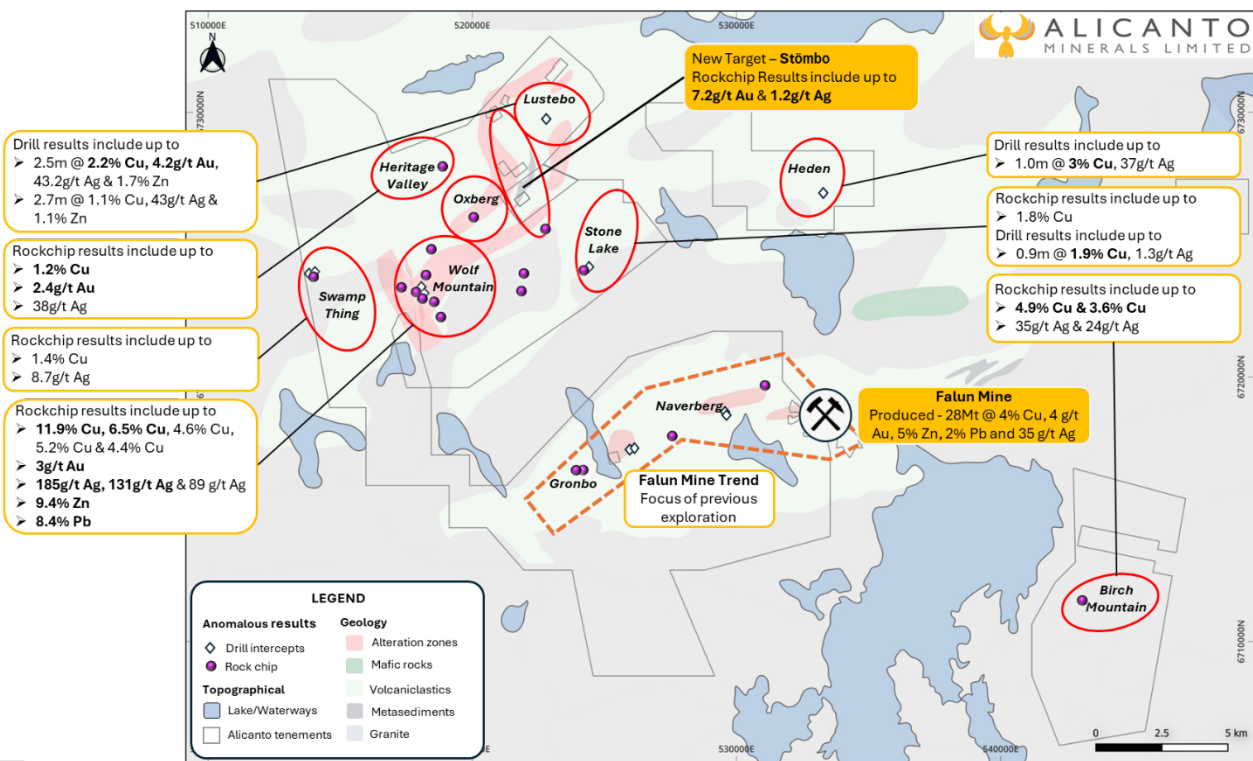 510000E
520000E
530000E
ALICANTO
MINERALS LIMITED
N
6730000N
6730000N
New Target – Stömbo
Rockchip Results include up to
7.2g/t Au & 1.2g/t Ag
Drill results include up to
➢ 2.5m @ 2.2% Cu, 4.2g/t Au,
43.2g/t Ag & 1.7% Zn
➢ 2.7m @ 1.1% Cu, 43g/t Ag &
1.1% Zn
Rockchip results include up to
➢ 1.2% Cu
➢ 2.4g/t Au
➢ 38g/t Ag
Rockchip results include up to
➢ 1.4% Cu
➢ 8.7g/t Ag
Rockchip results include up to
➢ 11.9% Cu, 6.5% Cu, 4.6% Cu,
5.2% Cu & 4.4% Cu
➢ 3g/t Au
➢ 185g/t Ag, 131g/t Ag & 89 g/t Ag
➢ 9.4% Zn
➢ 8.4% Pb
Lustebo
Heritage
Valley
Oxberg
Stone
Lake
Heden
Swamp
Thing
Wolf
Mountain
Drill results include up to
➢ 1.0m @ 3% Cu, 37g/t Ag
Rockchip results include up to
➢ 1.8% Cu
Drill results include up to
➢ 0.9m @ 1.9% Cu, 1.3g/t Ag
Rockchip results include up to
➢ 4.9% Cu & 3.6% Cu
➢ 35g/t Ag & 24g/t Ag
6720000N
Naverberg
Gronbo
Falun Mine
Produced - 28Mt @ 4% Cu, 4 g/t
Au, 5% Zn, 2% Pb and 35 g/t Ag
Falun Mine Trend
Focus of previous
exploration
Birch
Mountain
6710000N
LEGEND
Anomalous results
Drill intercepts
Rock chip
Topographical
Lake/Waterways
Alicanto tenements
Geology
Alteration zones
Mafic rocks
Volcaniclastics
Metasediments
Granite
530000E
540000E
0
2.5
5 km